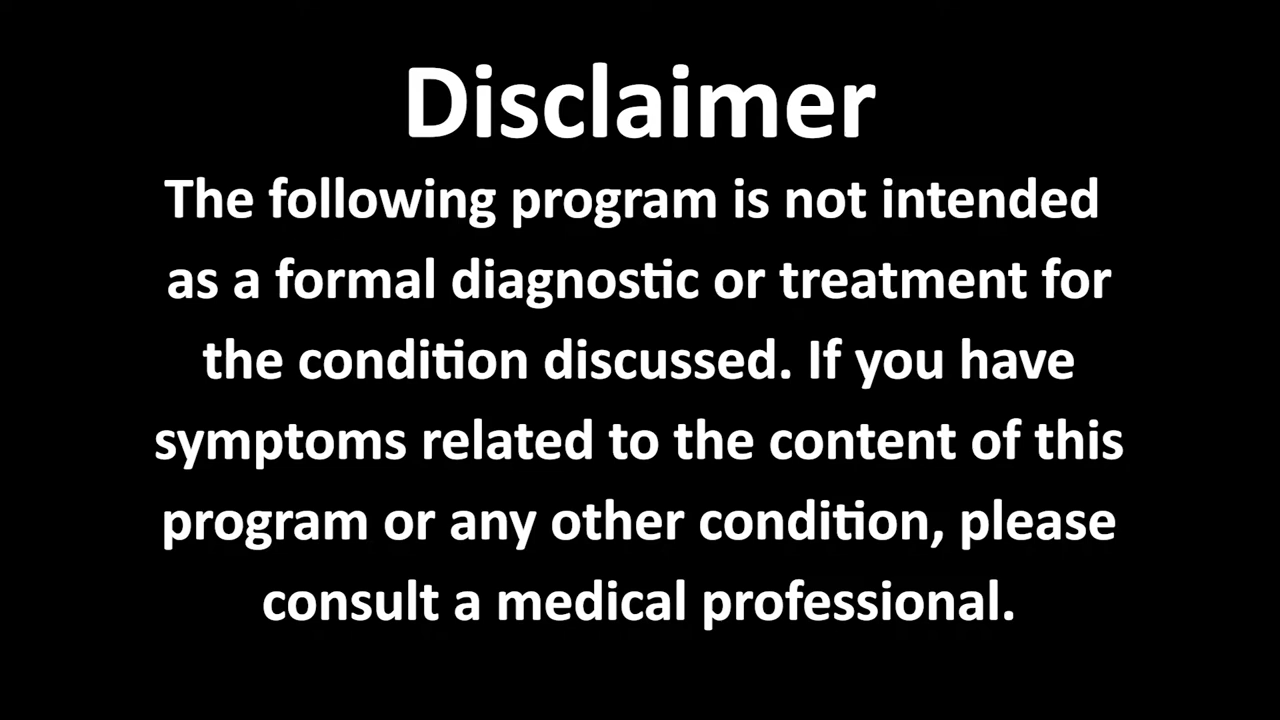 Disclaimer
The following program is not intended
as a formal diagnostic or treatment for
the condition discussed. If you have
symptoms related to the content of this
program or any other condition, please
consult a medical professional.